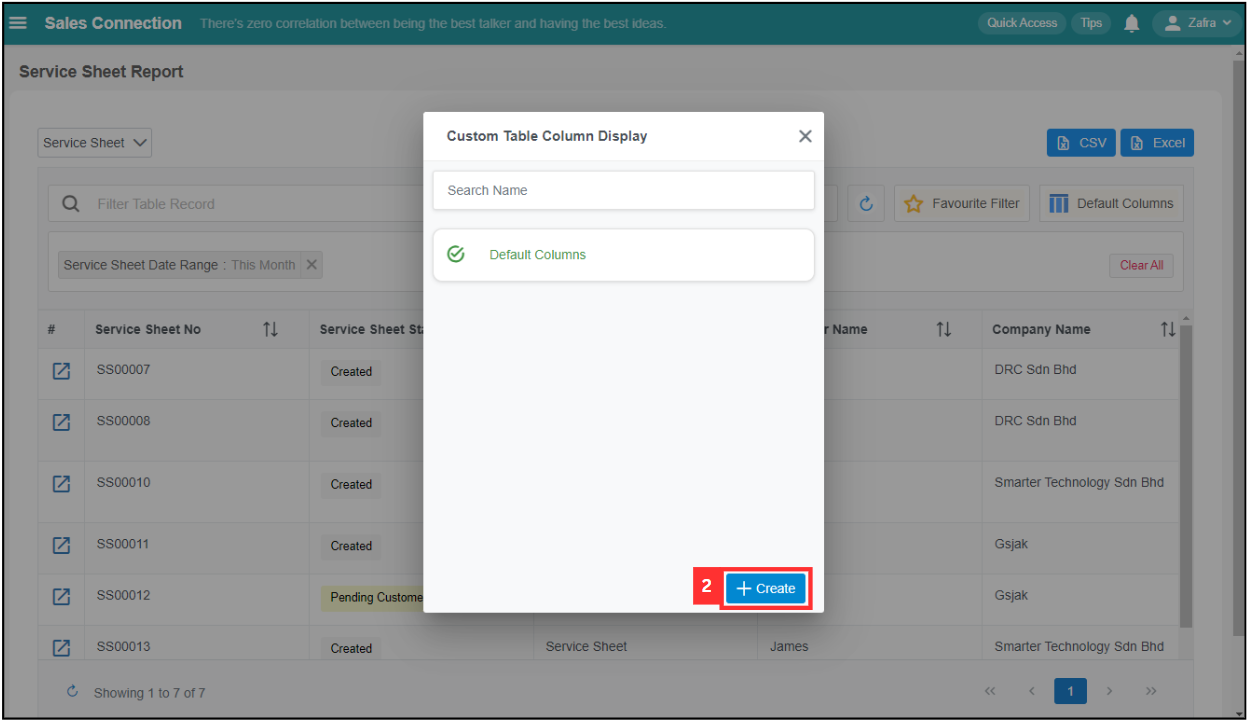 Sales Connection There's zero correlation between being the best talker and having the best ideas. Quick Access Tips Zafra
Service Sheet Report
Custom Table Column Display
Service Sheet CSV Excel
Search Name
Filter Table Record Favourite Filter Default Columns
Default Columns
Service Sheet Date Range : This Month Clear All
# Service Sheet No Service Sheet Sta r Name Company Name
SS00007 Created DRC Sdn Bhd
SS00008 Created DRC Sdn Bhd
SS00010 Created Smarter Technology Sdn Bhd
SS00011 Created Gsjak
2 + Create
SS00012 Pending Custome Gsjak
SS00013 Created Service Sheet James Smarter Technology Sdn Bhd
Showing 1 to 7 of 7 << < 1 > >>